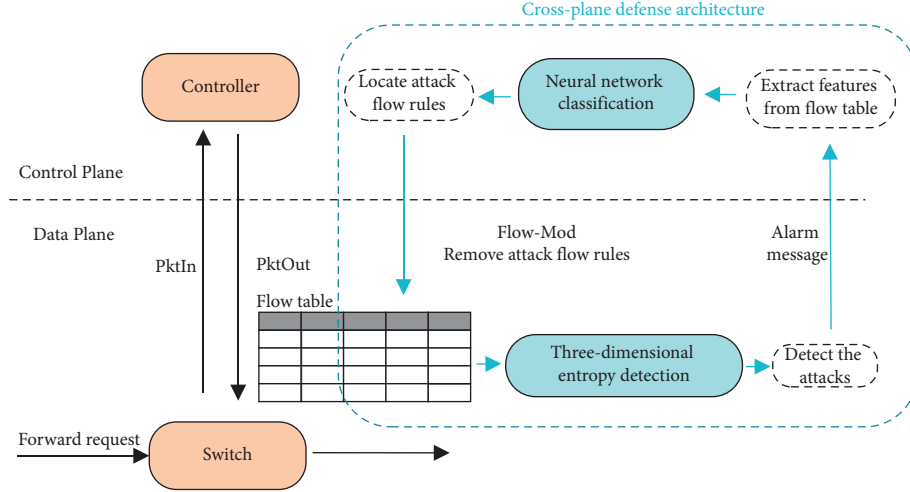 Cross-plane defense architecture
Controller
Locate attack
flow rules
Neural network
classification
Extract features
from flow table
Control Plane
Data Plane
PktIn
PktOut
Flow-Mod
Remove attack flow rules
Alarm
message
Flow table
Three-dimensional
entropy detection
Detect the
attacks
Forward request
Switch